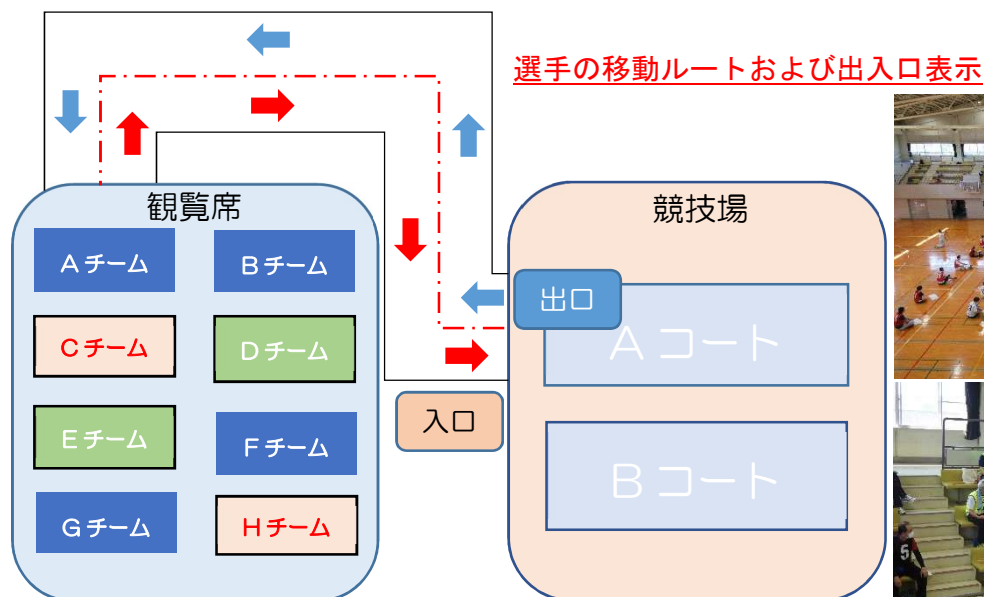 選手の移動ルートおよび出入口表示
観覧席
Aチーム
Bチーム
Cチーム
Dチーム
Eチーム
Fチーム
Gチーム
Hチーム
競技場
出口
Aコート
入口
Bコート